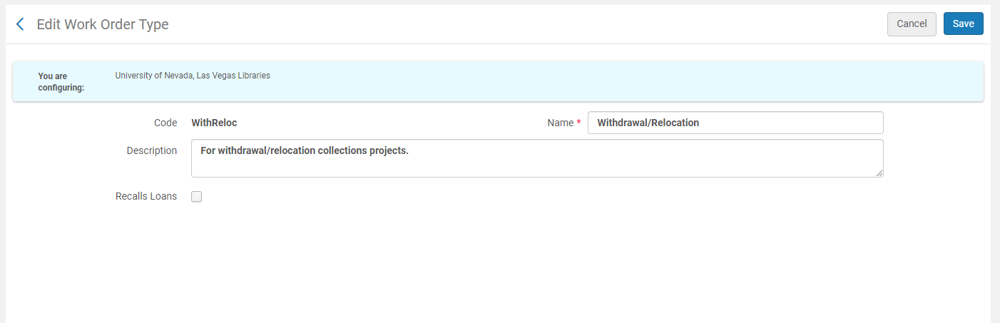 Edit Work Order Type
Cancel
Save
You are
configuring:
University of Nevada, Las Vegas Libraries
Code
WithReloc
Name *
Withdrawal/Relocation
Description
For withdrawal/relocation collections projects.
Recalls Loans